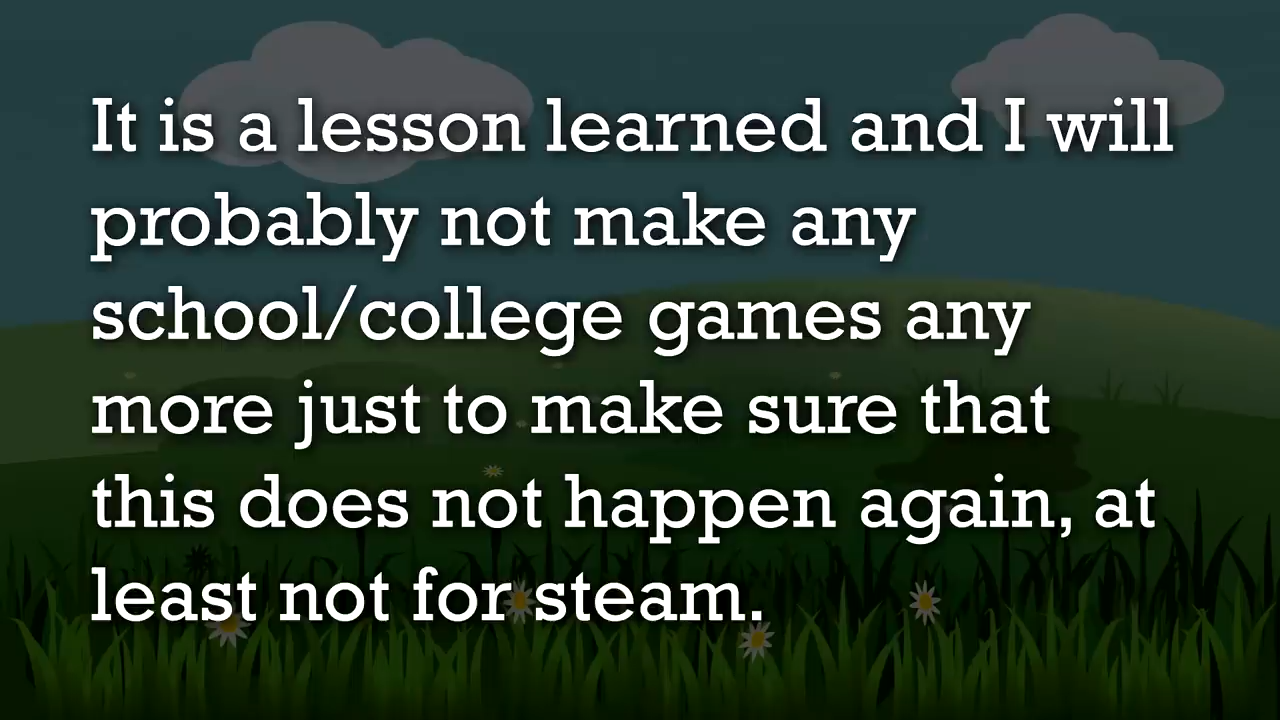 It is a lesson learned and I will
probably not make any
school/college games any
more just to make sure that
this does not happen again, at
least not for steam.